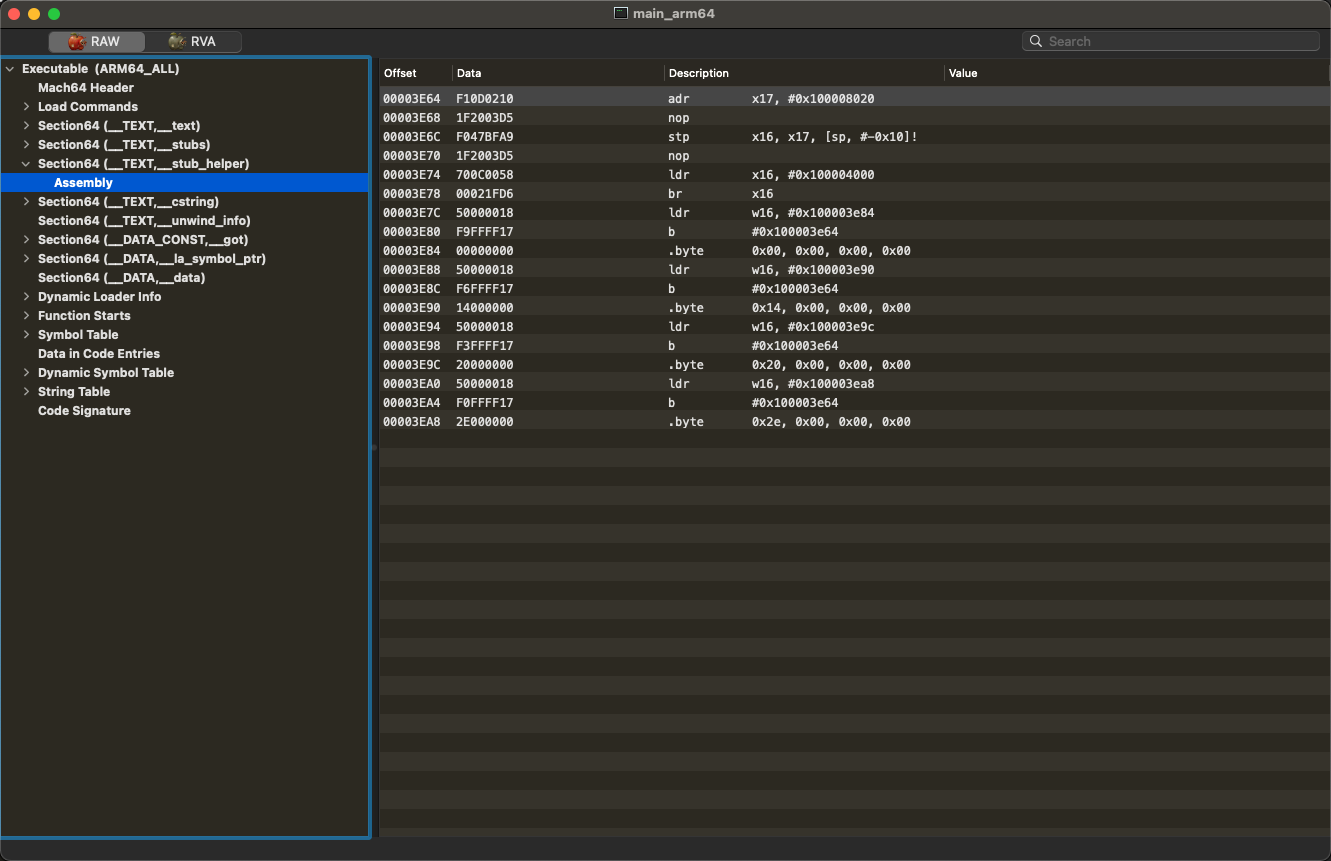 main_arm64
RAW RVA Search
Executable (ARM64_ALL)
Mach64 Header
Load Commands
Section64 (__TEXT,__text)
Section64 (__TEXT,__stubs)
Section64 (__TEXT,__stub_helper)
Assembly
Section64 (__TEXT,__cstring)
Section64 (__TEXT,__unwind_info)
Section64 (__DATA_CONST,__got)
Section64 (__DATA,__la_symbol_ptr)
Section64 (__DATA,__data)
Dynamic Loader Info
Function Starts
Symbol Table
Data in Code Entries
Dynamic Symbol Table
String Table
Code Signature
Offset Data Description Value
00003E64 F10D0210 adr x17, #0x100008020
00003E68 1F2003D5 nop
00003E6C F047BFA9 stp x16, x17, [sp, #-0x10]!
00003E70 1F2003D5 nop
00003E74 700C0058 ldr x16, #0x100004000
00003E78 00021FD6 br x16
00003E7C 50000018 ldr w16, #0x100003e84
00003E80 F9FFFF17 b #0x100003e64
00003E84 00000000 .byte 0x00, 0x00, 0x00, 0x00
00003E88 50000018 ldr w16, #0x100003e90
00003E8C F6FFFF17 b #0x100003e64
00003E90 14000000 .byte 0x14, 0x00, 0x00, 0x00
00003E94 50000018 ldr w16, #0x100003e9c
00003E98 F3FFFF17 b #0x100003e64
00003E9C 20000000 .byte 0x20, 0x00, 0x00, 0x00
00003EA0 50000018 ldr w16, #0x100003ea8
00003EA4 F0FFFF17 b #0x100003e64
00003EA8 2E000000 .byte 0x2e, 0x00, 0x00, 0x00